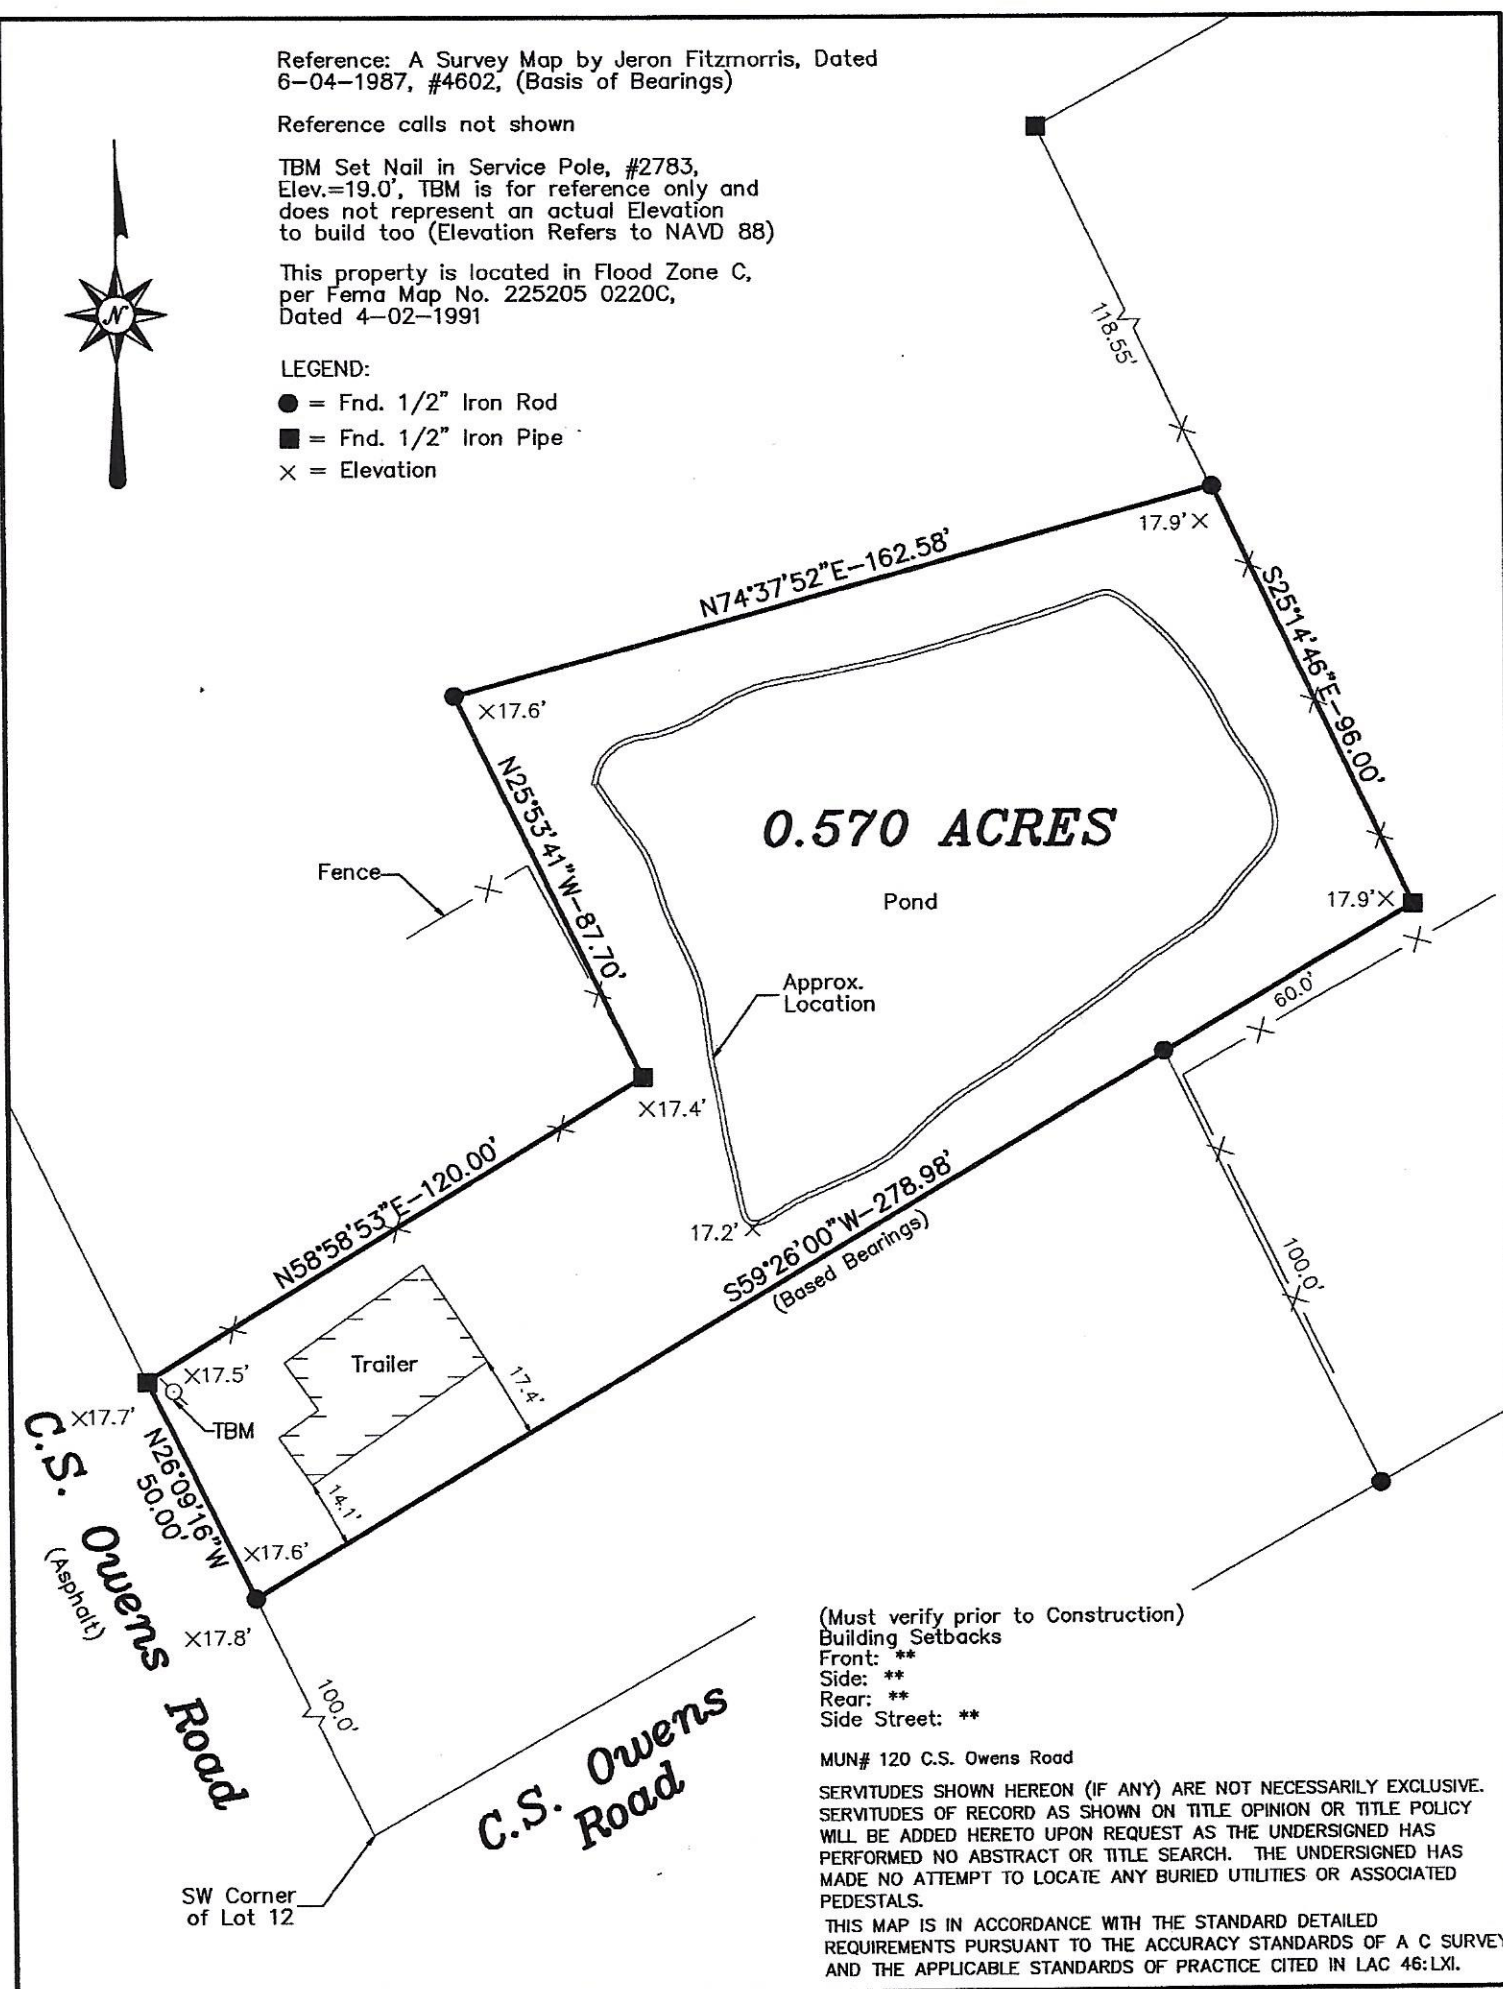 Reference: A Survey Map by Jeron Fitzmorris, Dated
6-04-1987, #4602, (Basis of Bearings)
Reference calls not shown
TBM Set Nail in Service Pole, #2783,
Elev.=19.0', TBM is for reference only and
does not represent an actual Elevation
to build too (Elevation Refers to NAVD 88)
This property is located in Flood Zone C,
per Fema Map No. 225205 0220C,
Dated 4-02-1991
N
LEGEND:
● = Fnd. 1/2" Iron Rod
■ = Fnd. 1/2" Iron Pipe
× = Elevation
118.55'
17.9'×
N74°37'52"E-162.58'
S25°14'46"E-96.00'
×17.6'
N25°53'41"W-87.70'
0.570 ACRES
Pond
Fence
17.9'×
Approx.
Location
60.0'
×17.4'
N58°58'53"E-120.00'
17.2'×
S59°26'00"W-278.98'
(Based Bearings)
100.0'
Trailer
17.4'
×17.5'
×17.7'
TBM
N26°09'16"W
50.00'
14.1'
×17.6'
C.S. Owens Road
(Asphalt)
×17.8'
100.0'
C.S. Owens
Road
SW Corner
of Lot 12
(Must verify prior to Construction)
Building Setbacks
Front: **
Side: **
Rear: **
Side Street: **
MUN# 120 C.S. Owens Road
SERVITUDES SHOWN HEREON (IF ANY) ARE NOT NECESSARILY EXCLUSIVE.
SERVITUDES OF RECORD AS SHOWN ON TITLE OPINION OR TITLE POLICY
WILL BE ADDED HERETO UPON REQUEST AS THE UNDERSIGNED HAS
PERFORMED NO ABSTRACT OR TITLE SEARCH. THE UNDERSIGNED HAS
MADE NO ATTEMPT TO LOCATE ANY BURIED UTILITIES OR ASSOCIATED
PEDESTALS.
THIS MAP IS IN ACCORDANCE WITH THE STANDARD DETAILED
REQUIREMENTS PURSUANT TO THE ACCURACY STANDARDS OF A C SURVEY
AND THE APPLICABLE STANDARDS OF PRACTICE CITED IN LAC 46:LXI.